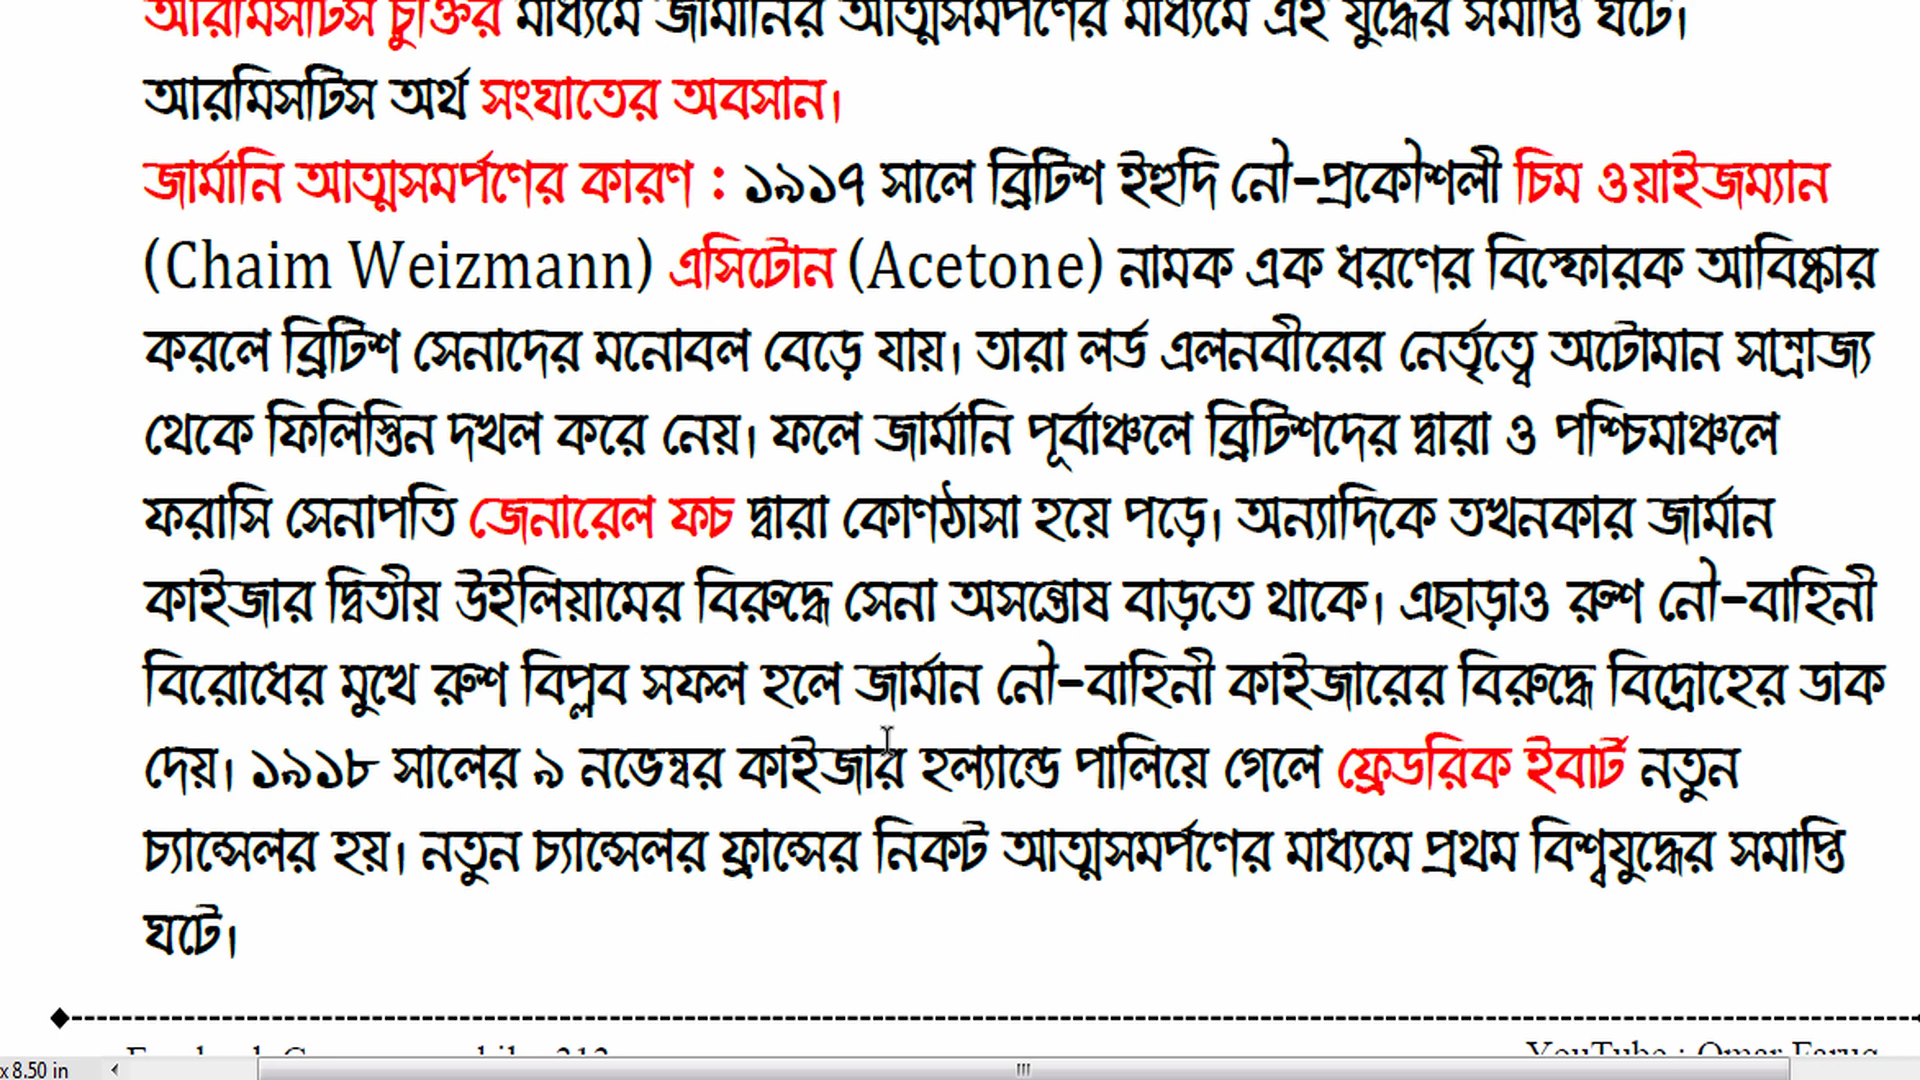 আরমিসটিস চুক্তির মাধ্যমে জার্মানির আত্মসমর্পণের মাধ্যমে এই যুদ্ধের সমাপ্তি ঘটে।
আরমিসটিস অর্থ সংঘাতের অবসান।
জার্মানি আত্মসমর্পণের কারণ : ১৯১৭ সালে ব্রিটিশ ইহুদি নৌ-প্রকৌশলী চিম ওয়াইজম্যান
(Chaim Weizmann) এসিটোন (Acetone) নামক এক ধরণের বিস্ফোরক আবিষ্কার
করলে ব্রিটিশ সেনাদের মনোবল বেড়ে যায়। তারা লর্ড এলনবীরের নের্তৃত্বে অটোমান সাম্রাজ্য
থেকে ফিলিস্তিন দখল করে নেয়। ফলে জার্মানি পূর্বাঞ্চলে ব্রিটিশদের দ্বারা ও পশ্চিমাঞ্চলে
ফরাসি সেনাপতি জেনারেল ফচ দ্বারা কোণঠাসা হয়ে পড়ে। অন্যদিকে তখনকার জার্মান
কাইজার দ্বিতীয় উইলিয়ামের বিরুদ্ধে সেনা অসন্তোষ বাড়তে থাকে। এছাড়াও রুশ নৌ-বাহিনী
বিরোধের মুখে রুশ বিপ্লব সফল হলে জার্মান নৌ-বাহিনী কাইজারের বিরুদ্ধে বিদ্রোহের ডাক
দেয়। ১৯১৮ সালের ৯ নভেম্বর কাইজার হল্যান্ডে পালিয়ে গেলে ফ্রেডরিক ইবার্ট নতুন
চ্যান্সেলর হয়। নতুন চ্যান্সেলর ফ্রান্সের নিকট আত্মসমর্পণের মাধ্যমে প্রথম বিশ্বযুদ্ধের সমাপ্তি
ঘটে।
YouTube : Omar Faruq
x 8.50 in